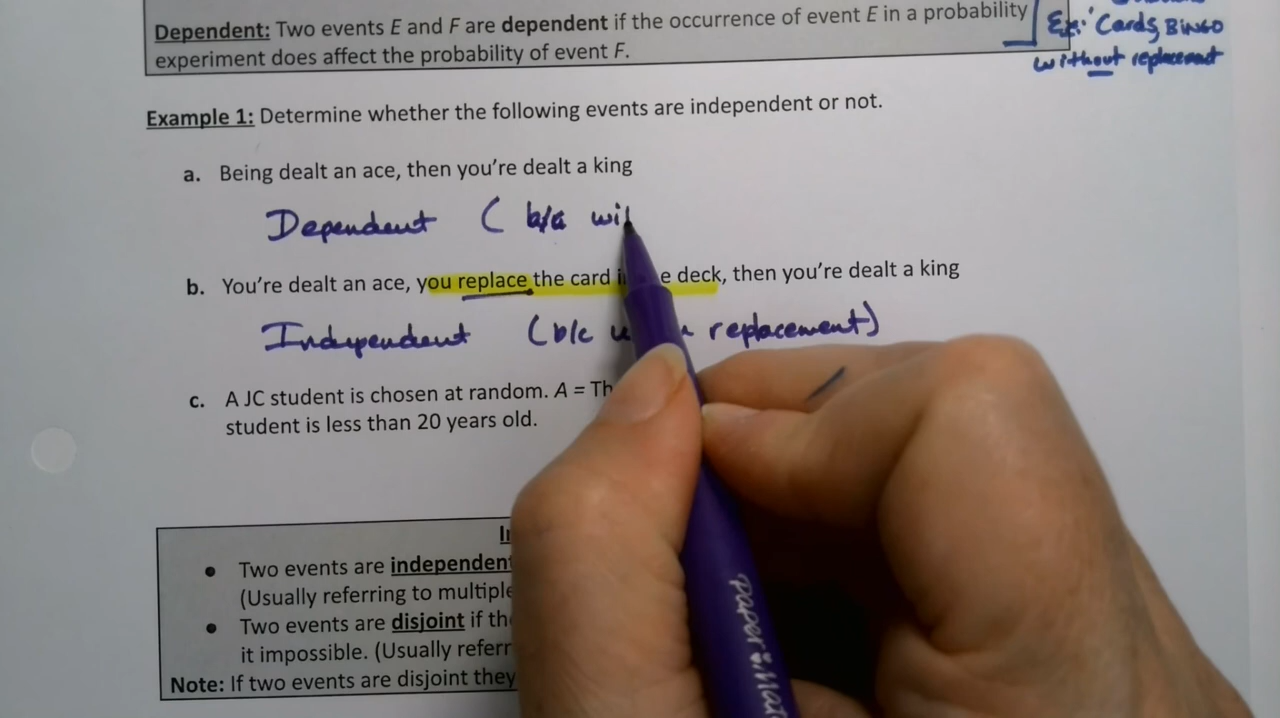 Dependent: Two events E and F are dependent if the occurrence of event E in a probability
experiment does affect the probability of event F.
Ex: Cards, BINGO
without replacement
Example 1: Determine whether the following events are independent or not.
a. Being dealt an ace, then you're dealt a king
Dependent ( b/c wi
b. You're dealt an ace, you replace the card i e deck, then you're dealt a king
Independent (b/c replacement)
c. A JC student is chosen at random. A = Th
student is less than 20 years old.
• Two events are independent
(Usually referring to multiple
• Two events are disjoint if th
it impossible. (Usually referr
Note: If two events are disjoint they
Paper Mat